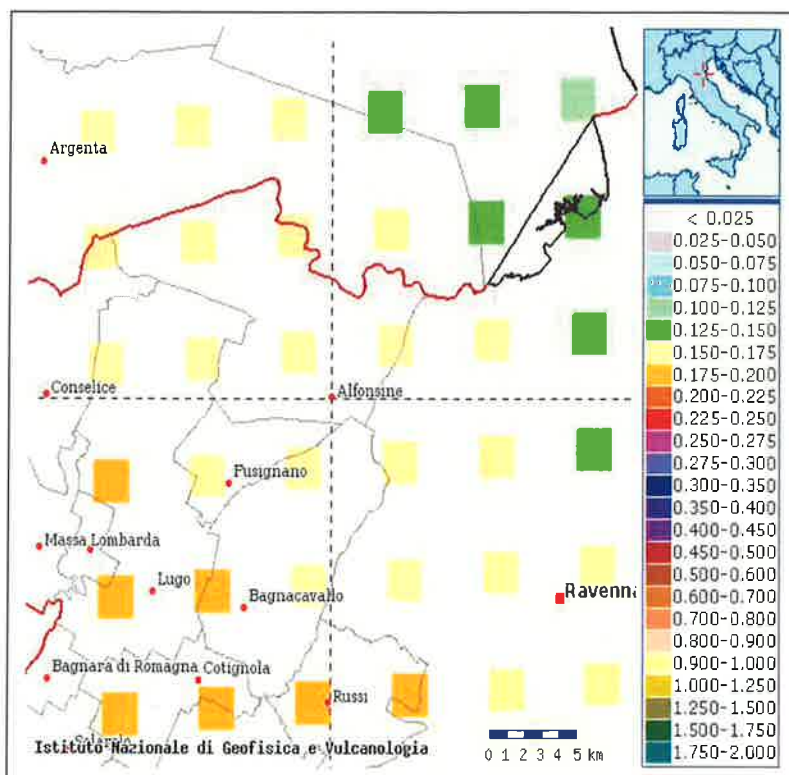 Argenta
Conselice
Alfonsine
Fusignano
Massa Lombarda
Lugo
Bagnacavallo
Ravenna
Bagnara di Romagna
Cotignola
Russi
Istituto Nazionale di Geofisica e Vulcanologia
0 1 2 3 4 5 km
< 0.025
0.025-0.050
0.050-0.075
0.075-0.100
0.100-0.125
0.125-0.150
0.150-0.175
0.175-0.200
0.200-0.225
0.225-0.250
0.250-0.275
0.275-0.300
0.300-0.350
0.350-0.400
0.400-0.450
0.450-0.500
0.500-0.600
0.600-0.700
0.700-0.800
0.800-0.900
0.900-1.000
1.000-1.250
1.250-1.500
1.500-1.750
1.750-2.000